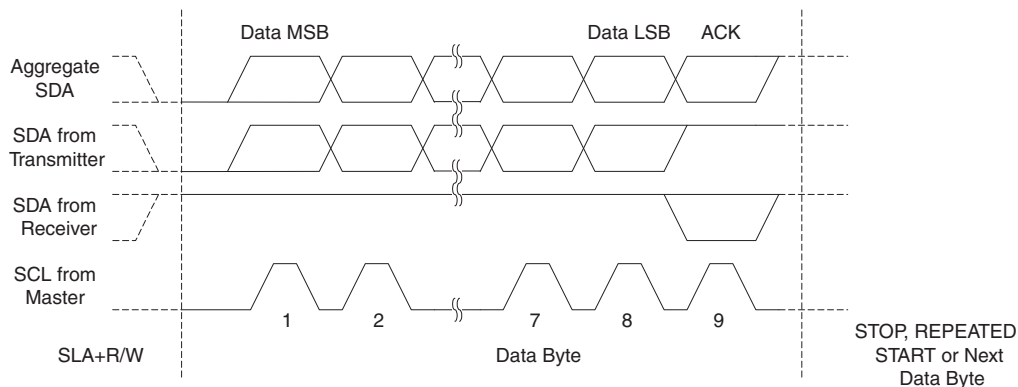 Data MSB
Data LSB
ACK
Aggregate
SDA
SDA from
Transmitter
SDA from
Receiver
SCL from
Master
1
2
7
8
9
SLA+R/W
Data Byte
STOP, REPEATED
START or Next
Data Byte